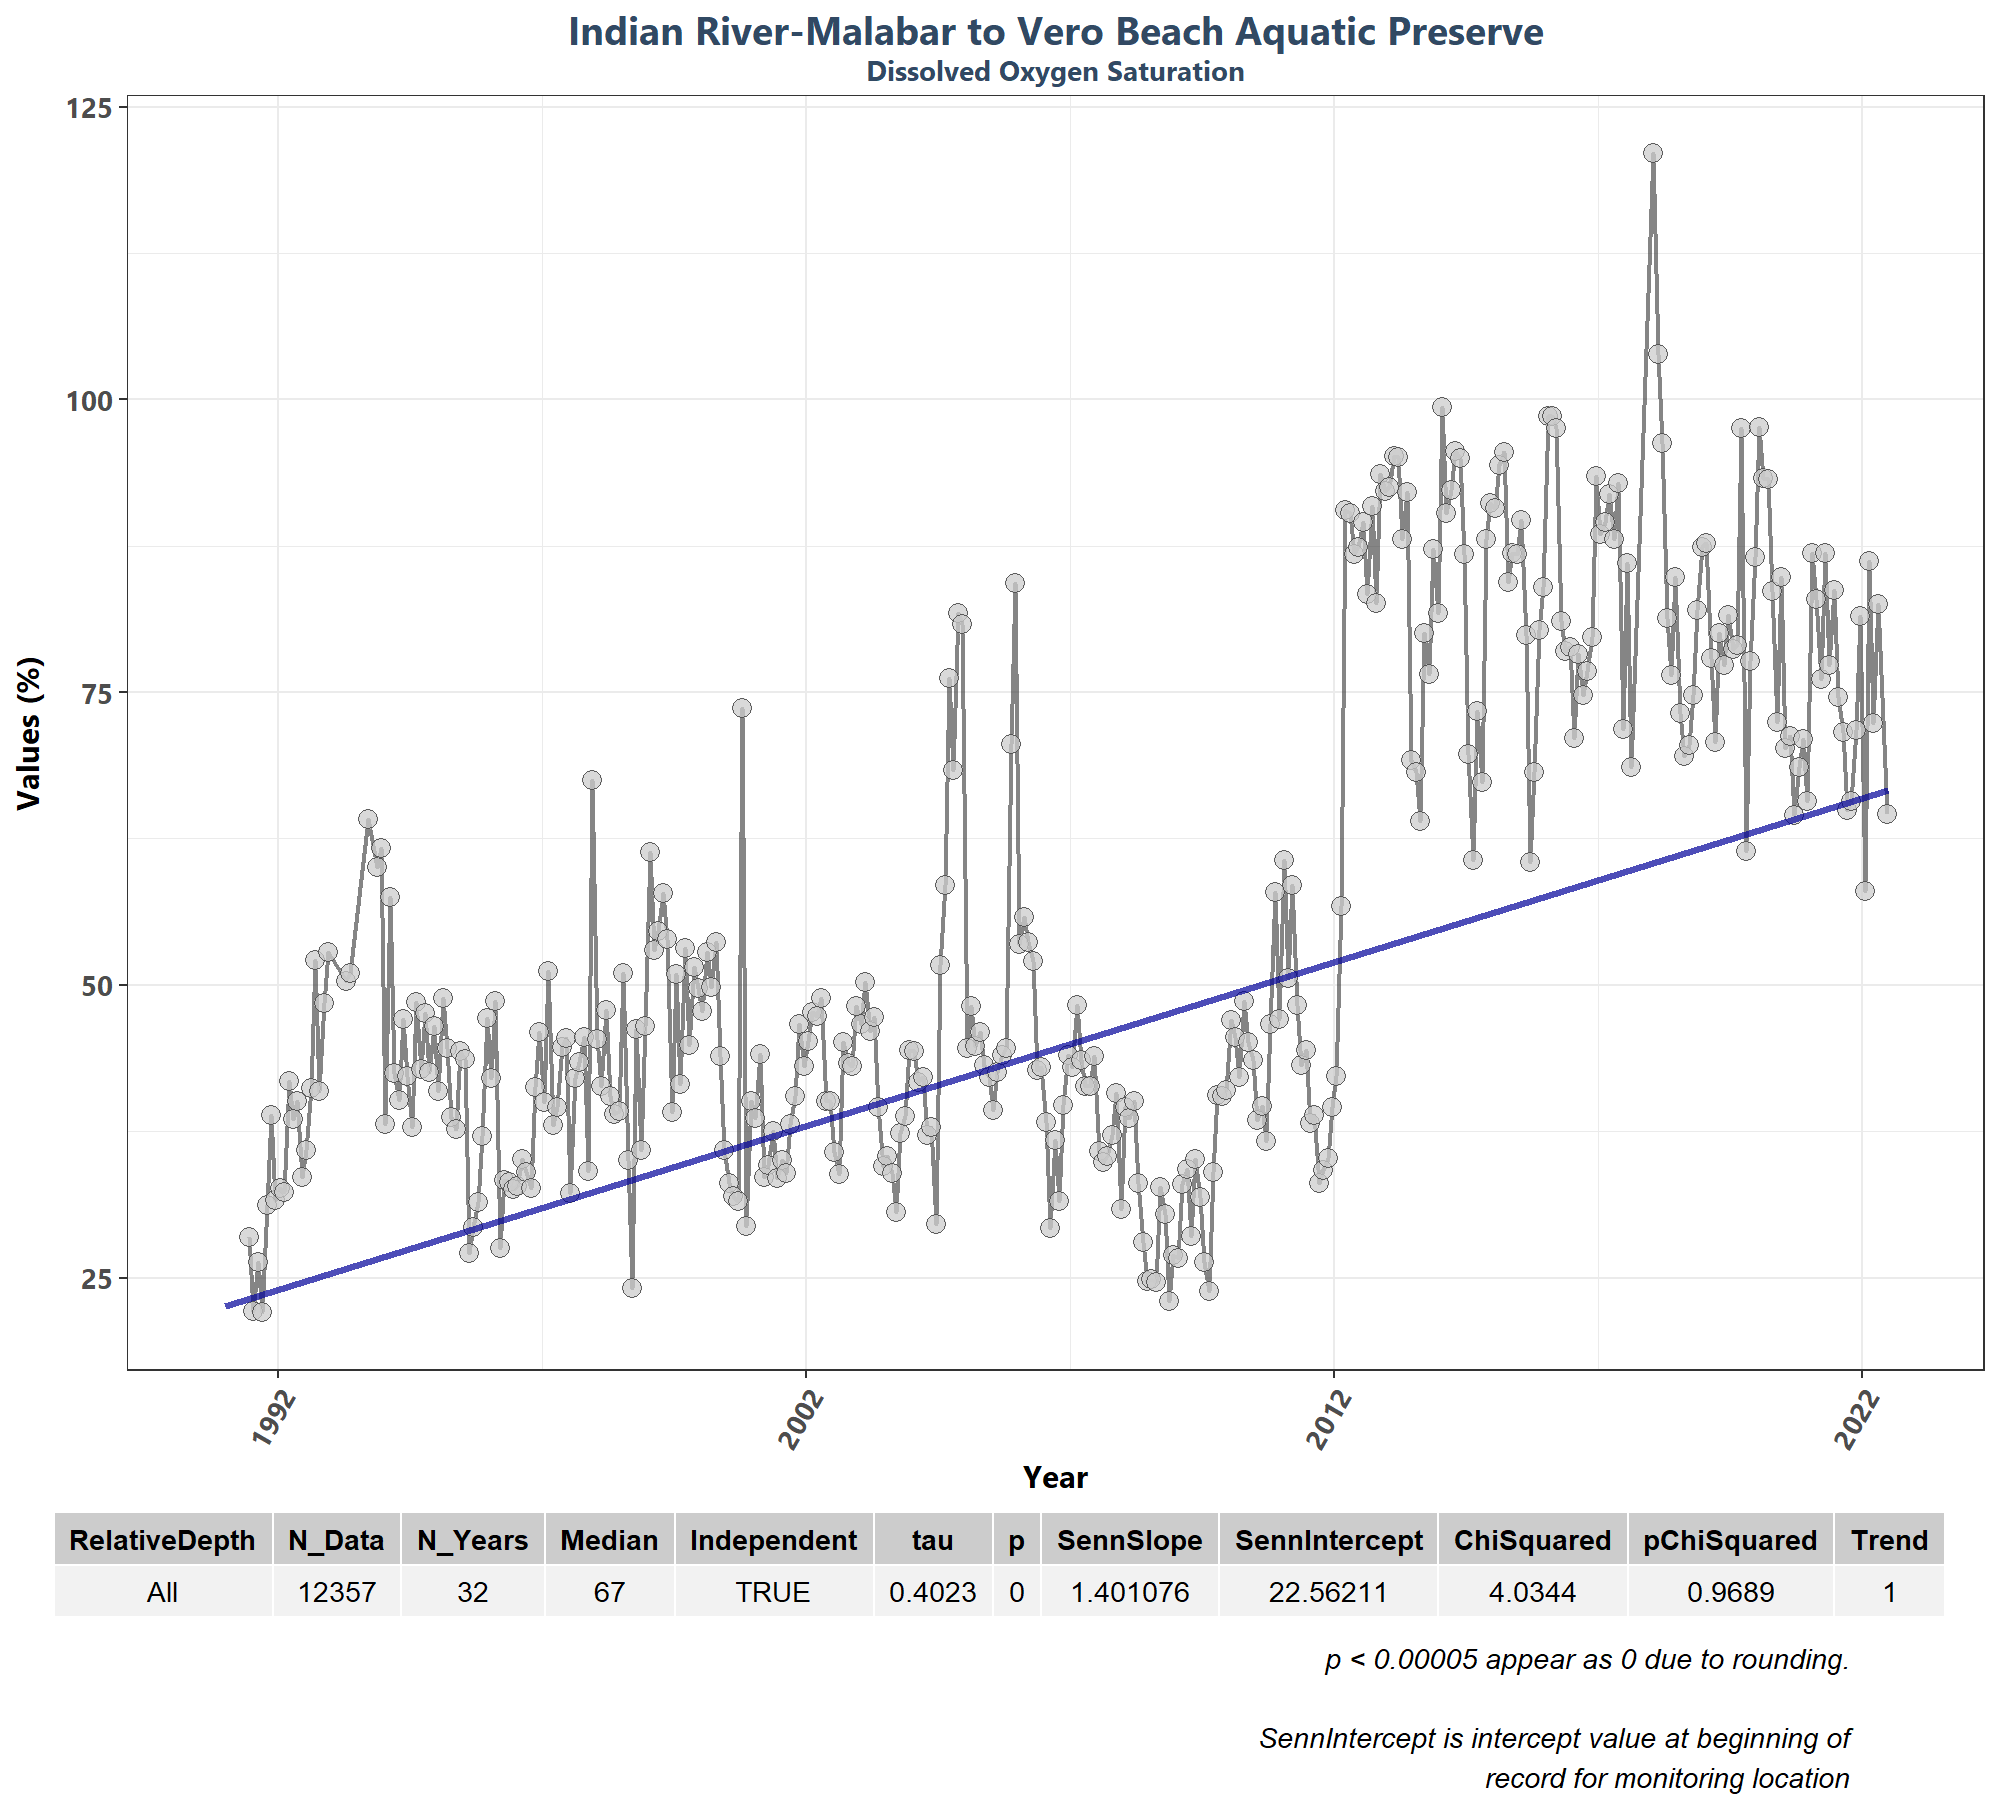 Indian River-Malabar to Vero Beach Aquatic Preserve
Dissolved Oxygen Saturation
125
100
75
50
25
Values (%)
1992
2002
2012
2022
Year
RelativeDepth N_Data N_Years Median Independent tau p SennSlope SennIntercept ChiSquared pChiSquared Trend
All 12357 32 67 TRUE 0.4023 0 1.401076 22.56211 4.0344 0.9689 1
p < 0.00005 appear as 0 due to rounding.
SennIntercept is intercept value at beginning of
record for monitoring location